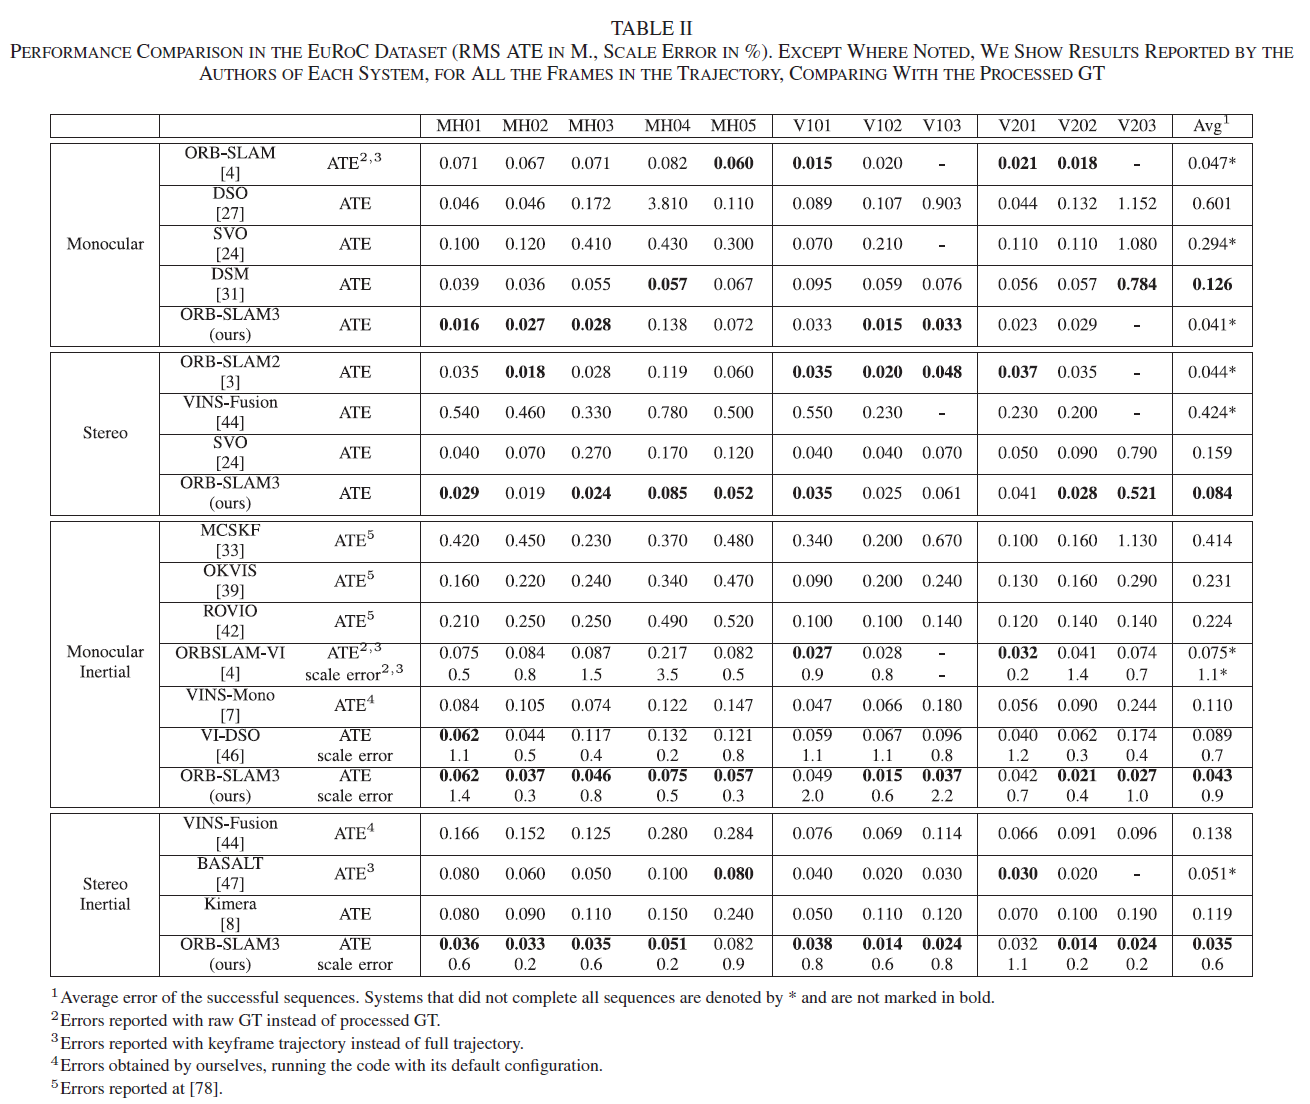 TABLE II
PERFORMANCE COMPARISON IN THE EUROC DATASET (RMS ATE IN M., SCALE ERROR IN %). EXCEPT WHERE NOTED, WE SHOW RESULTS REPORTED BY THE
AUTHORS OF EACH SYSTEM, FOR ALL THE FRAMES IN THE TRAJECTORY, COMPARING WITH THE PROCESSED GT
MH01 MH02 MH03 MH04 MH05 V101 V102 V103 V201 V202 V203 Avg¹
Monocular
ORB-SLAM
[4] ATE²,³ 0.071 0.067 0.071 0.082 0.060 0.015 0.020 - 0.021 0.018 - 0.047*
DSO
[27] ATE 0.046 0.046 0.172 3.810 0.110 0.089 0.107 0.903 0.044 0.132 1.152 0.601
SVO
[24] ATE 0.100 0.120 0.410 0.430 0.300 0.070 0.210 - 0.110 0.110 1.080 0.294*
DSM
[31] ATE 0.039 0.036 0.055 0.057 0.067 0.095 0.059 0.076 0.056 0.057 0.784 0.126
ORB-SLAM3
(ours) ATE 0.016 0.027 0.028 0.138 0.072 0.033 0.015 0.033 0.023 0.029 - 0.041*
Stereo
ORB-SLAM2
[3] ATE 0.035 0.018 0.028 0.119 0.060 0.035 0.020 0.048 0.037 0.035 - 0.044*
VINS-Fusion
[44] ATE 0.540 0.460 0.330 0.780 0.500 0.550 0.230 - 0.230 0.200 - 0.424*
SVO
[24] ATE 0.040 0.070 0.270 0.170 0.120 0.040 0.040 0.070 0.050 0.090 0.790 0.159
ORB-SLAM3
(ours) ATE 0.029 0.019 0.024 0.085 0.052 0.035 0.025 0.061 0.041 0.028 0.521 0.084
Monocular
Inertial
MCSKF
[33] ATE⁵ 0.420 0.450 0.230 0.370 0.480 0.340 0.200 0.670 0.100 0.160 1.130 0.414
OKVIS
[39] ATE⁵ 0.160 0.220 0.240 0.340 0.470 0.090 0.200 0.240 0.130 0.160 0.290 0.231
ROVIO
[42] ATE⁵ 0.210 0.250 0.250 0.490 0.520 0.100 0.100 0.140 0.120 0.140 0.140 0.224
ORBSLAM-VI ATE²,³ 0.075 0.084 0.087 0.217 0.082 0.027 0.028 - 0.032 0.041 0.074 0.075*
[4] scale error²,³ 0.5 0.8 1.5 3.5 0.5 0.9 0.8 - 0.2 1.4 0.7 1.1*
VINS-Mono
[7] ATE⁴ 0.084 0.105 0.074 0.122 0.147 0.047 0.066 0.180 0.056 0.090 0.244 0.110
VI-DSO ATE 0.062 0.044 0.117 0.132 0.121 0.059 0.067 0.096 0.040 0.062 0.174 0.089
[46] scale error 1.1 0.5 0.4 0.2 0.8 1.1 1.1 0.8 1.2 0.3 0.4 0.7
ORB-SLAM3 ATE 0.062 0.037 0.046 0.075 0.057 0.049 0.015 0.037 0.042 0.021 0.027 0.043
(ours) scale error 1.4 0.3 0.8 0.5 0.3 2.0 0.6 2.2 0.7 0.4 1.0 0.9
Stereo
Inertial
VINS-Fusion
[44] ATE⁴ 0.166 0.152 0.125 0.280 0.284 0.076 0.069 0.114 0.066 0.091 0.096 0.138
BASALT
[47] ATE³ 0.080 0.060 0.050 0.100 0.080 0.040 0.020 0.030 0.030 0.020 - 0.051*
Kimera
[8] ATE 0.080 0.090 0.110 0.150 0.240 0.050 0.110 0.120 0.070 0.100 0.190 0.119
ORB-SLAM3 ATE 0.036 0.033 0.035 0.051 0.082 0.038 0.014 0.024 0.032 0.014 0.024 0.035
(ours) scale error 0.6 0.2 0.6 0.2 0.9 0.8 0.6 0.8 1.1 0.2 0.2 0.6
¹Average error of the successful sequences. Systems that did not complete all sequences are denoted by * and are not marked in bold.
²Errors reported with raw GT instead of processed GT.
³Errors reported with keyframe trajectory instead of full trajectory.
⁴Errors obtained by ourselves, running the code with its default configuration.
⁵Errors reported at [78].